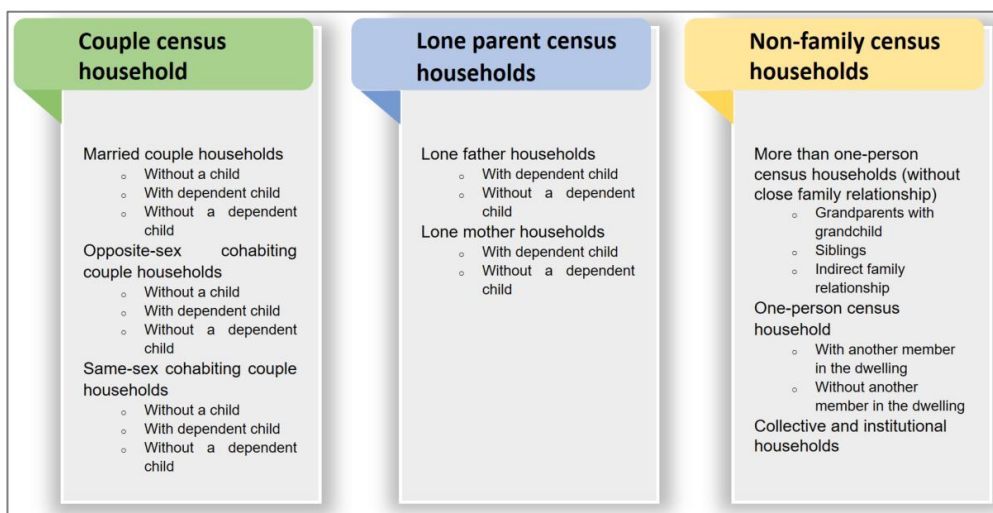 Couple census
household
Married couple households
o Without a child
o With dependent child
o Without a dependent
child
Opposite-sex cohabiting
couple households
o Without a child
o With dependent child
o Without a dependent
child
Same-sex cohabiting couple
households
o Without a child
o With dependent child
o Without a dependent
child
Lone parent census
households
Lone father households
o With dependent child
o Without a dependent
child
Lone mother households
o With dependent child
o Without a dependent
child
Non-family census
households
More than one-person
census households (without
close family relationship)
o Grandparents with
grandchild
o Siblings
o Indirect family
relationship
One-person census
household
o With another member
in the dwelling
o Without another
member in the dwelling
Collective and institutional
households